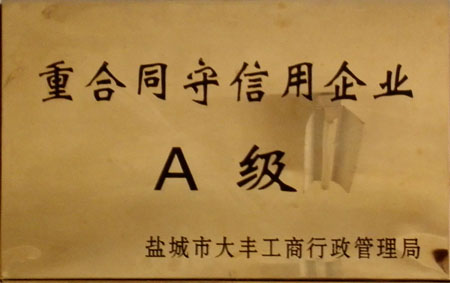 重合同守信用企业
A 级
盐城市大丰工商行政管理局